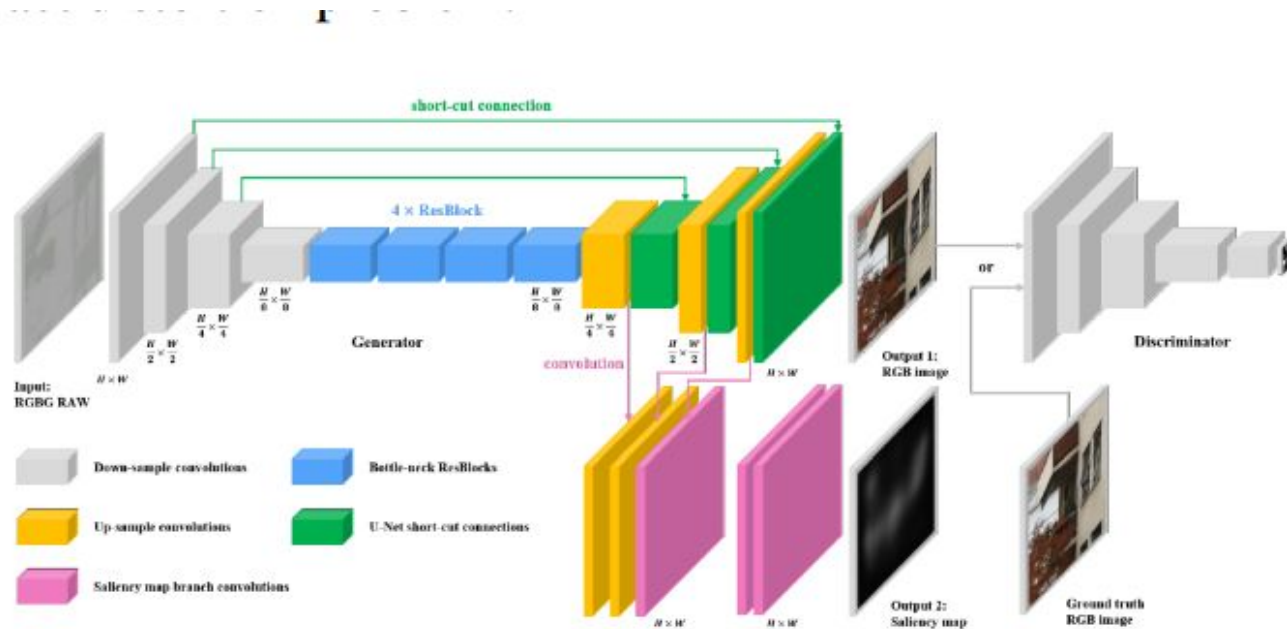 short-cut connection
4 × ResBlock
H/8 × W/8
H/8 × W/8
H/4 × W/4
H/4 × W/4
H/2 × W/2
H/2 × W/2
H × W
H × W
Generator
convolution
or
Discriminator
Input:
RGBG RAW
Output 1:
RGB image
Down-sample convolutions
Bottle-neck ResBlocks
Up-sample convolutions
U-Net short-cut connections
Saliency map branch convolutions
H × W
H × W
Output 2:
Saliency map
Ground truth
RGB image